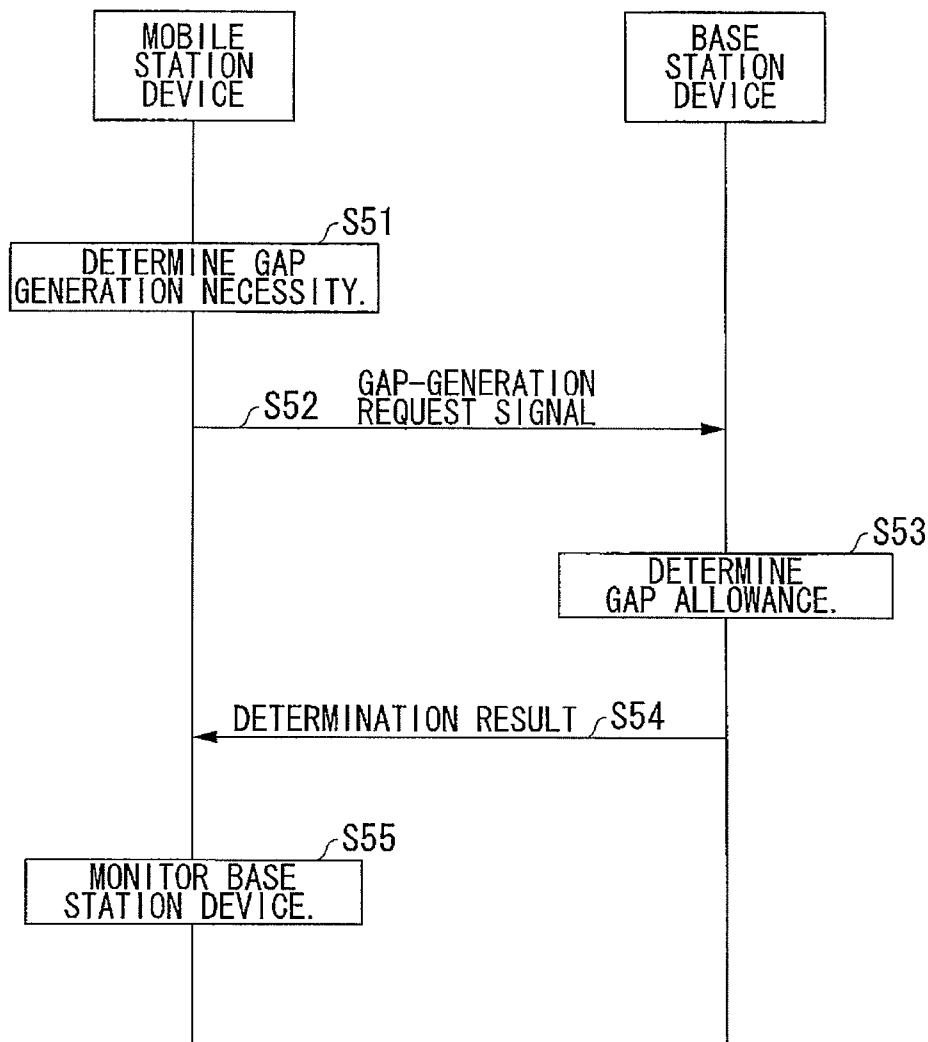 MOBILE
STATION
DEVICE
BASE
STATION
DEVICE
S51
DETERMINE GAP
GENERATION NECESSITY.
S52
GAP-GENERATION
REQUEST SIGNAL
S53
DETERMINE
GAP ALLOWANCE.
DETERMINATION RESULT
S54
S55
MONITOR BASE
STATION DEVICE.